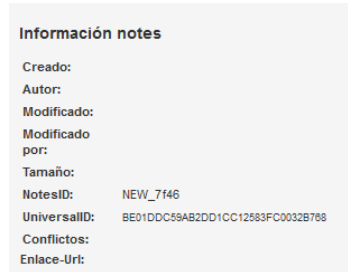 Información notes
Creado:
Autor:
Modificado:
Modificado
por:
Tamaño:
NotesID: NEW_7f46
UniversalID: BE01DDC59AB2DD1CC12583FC0032B768
Conflictos:
Enlace-Url: